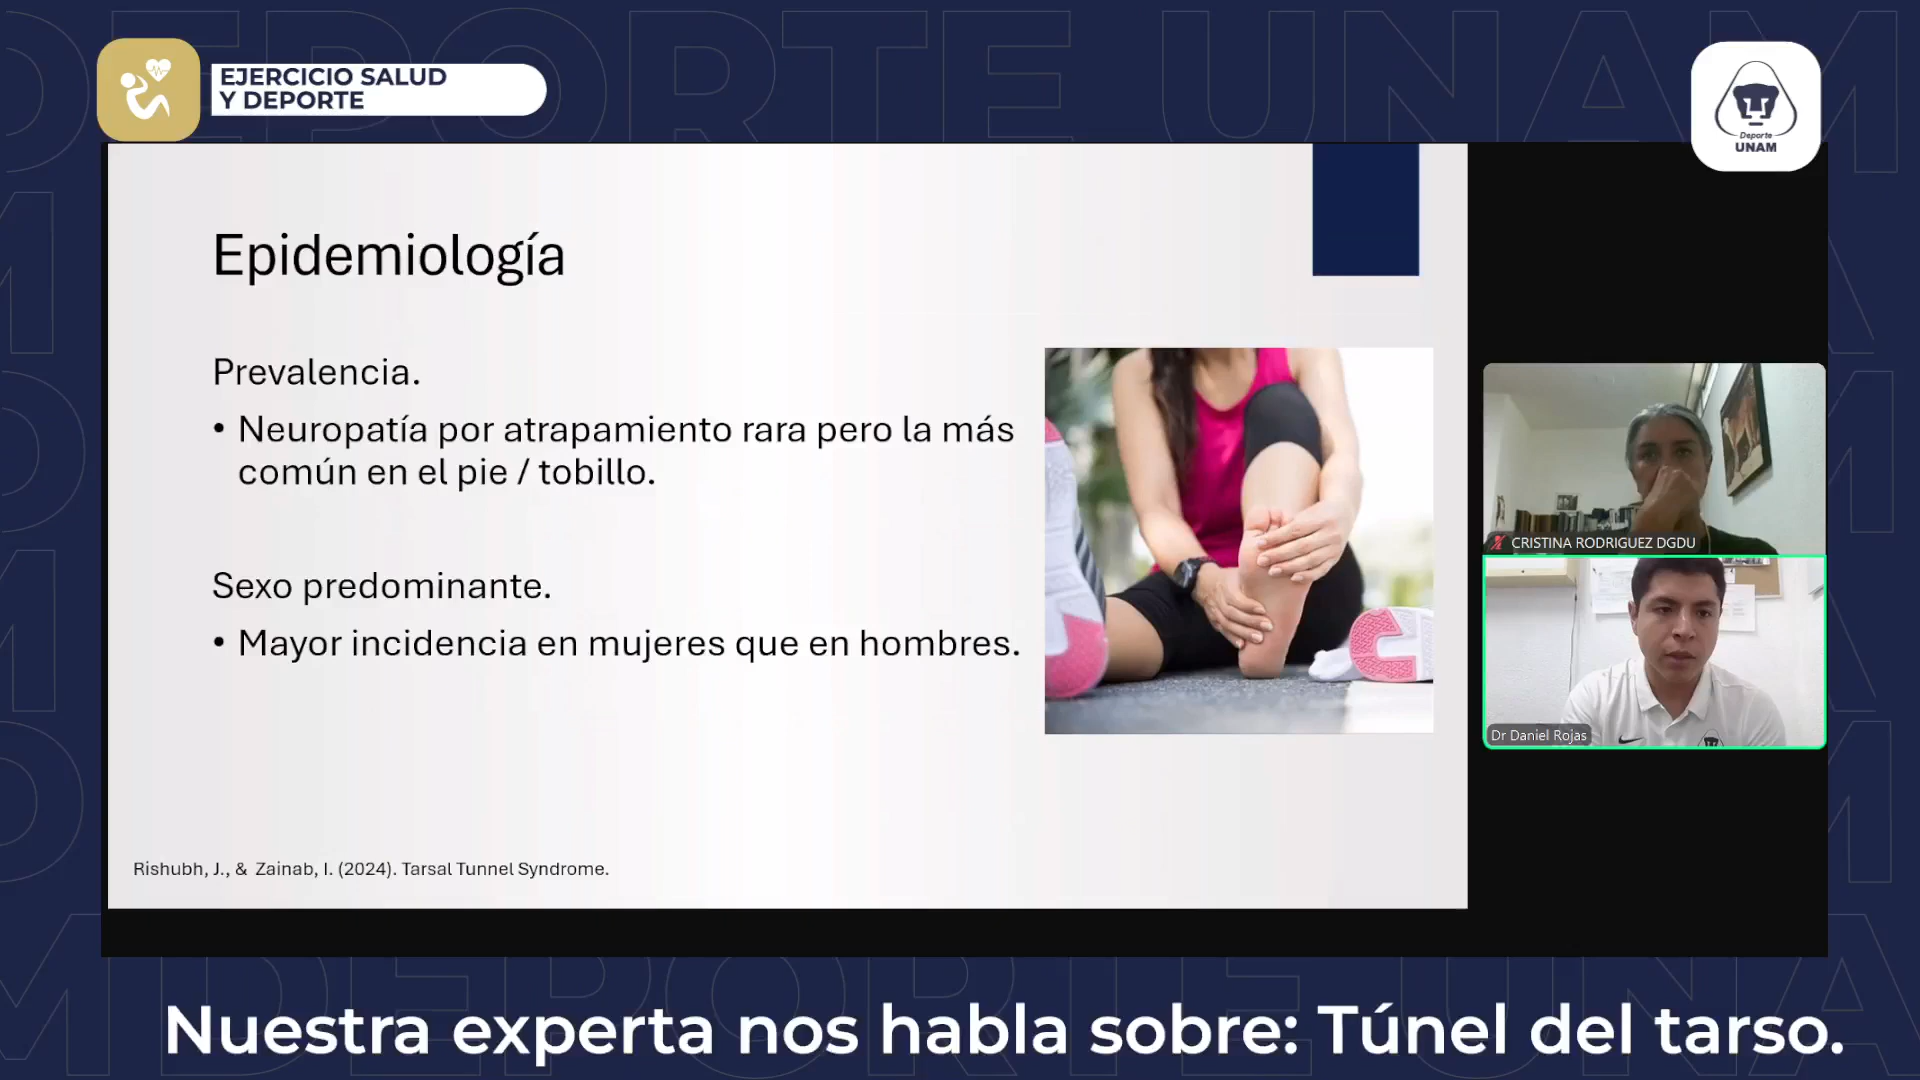 EJERCICIO SALUD
Y DEPORTE
Deporte
UNAM
Epidemiología
Prevalencia.
• Neuropatía por atrapamiento rara pero la más
común en el pie / tobillo.
Sexo predominante.
• Mayor incidencia en mujeres que en hombres.
Rishubh, J., & Zainab, I. (2024). Tarsal Tunnel Syndrome.
CRISTINA RODRIGUEZ DGDU
Dr Daniel Rojas
Nuestra experta nos habla sobre: Túnel del tarso.
DEPORTE UNAM